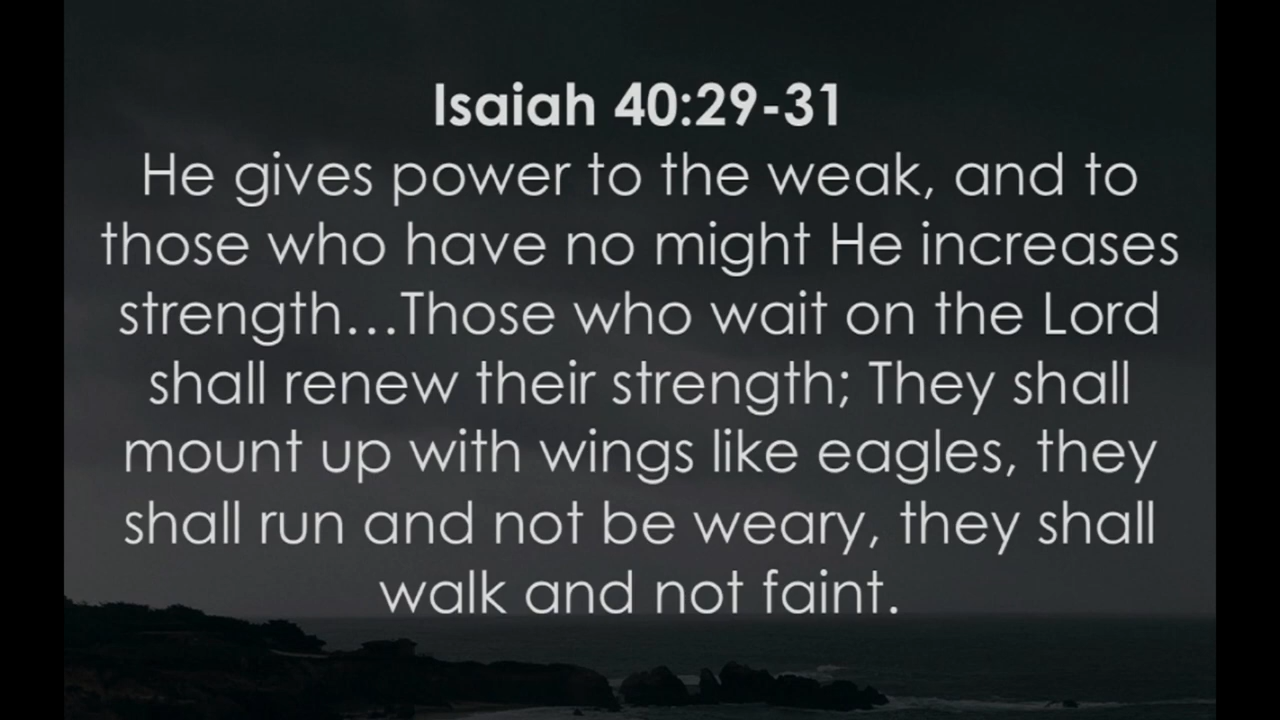 Isaiah 40:29-31
He gives power to the weak, and to
those who have no might He increases
strength…Those who wait on the Lord
shall renew their strength; They shall
mount up with wings like eagles, they
shall run and not be weary, they shall
walk and not faint.